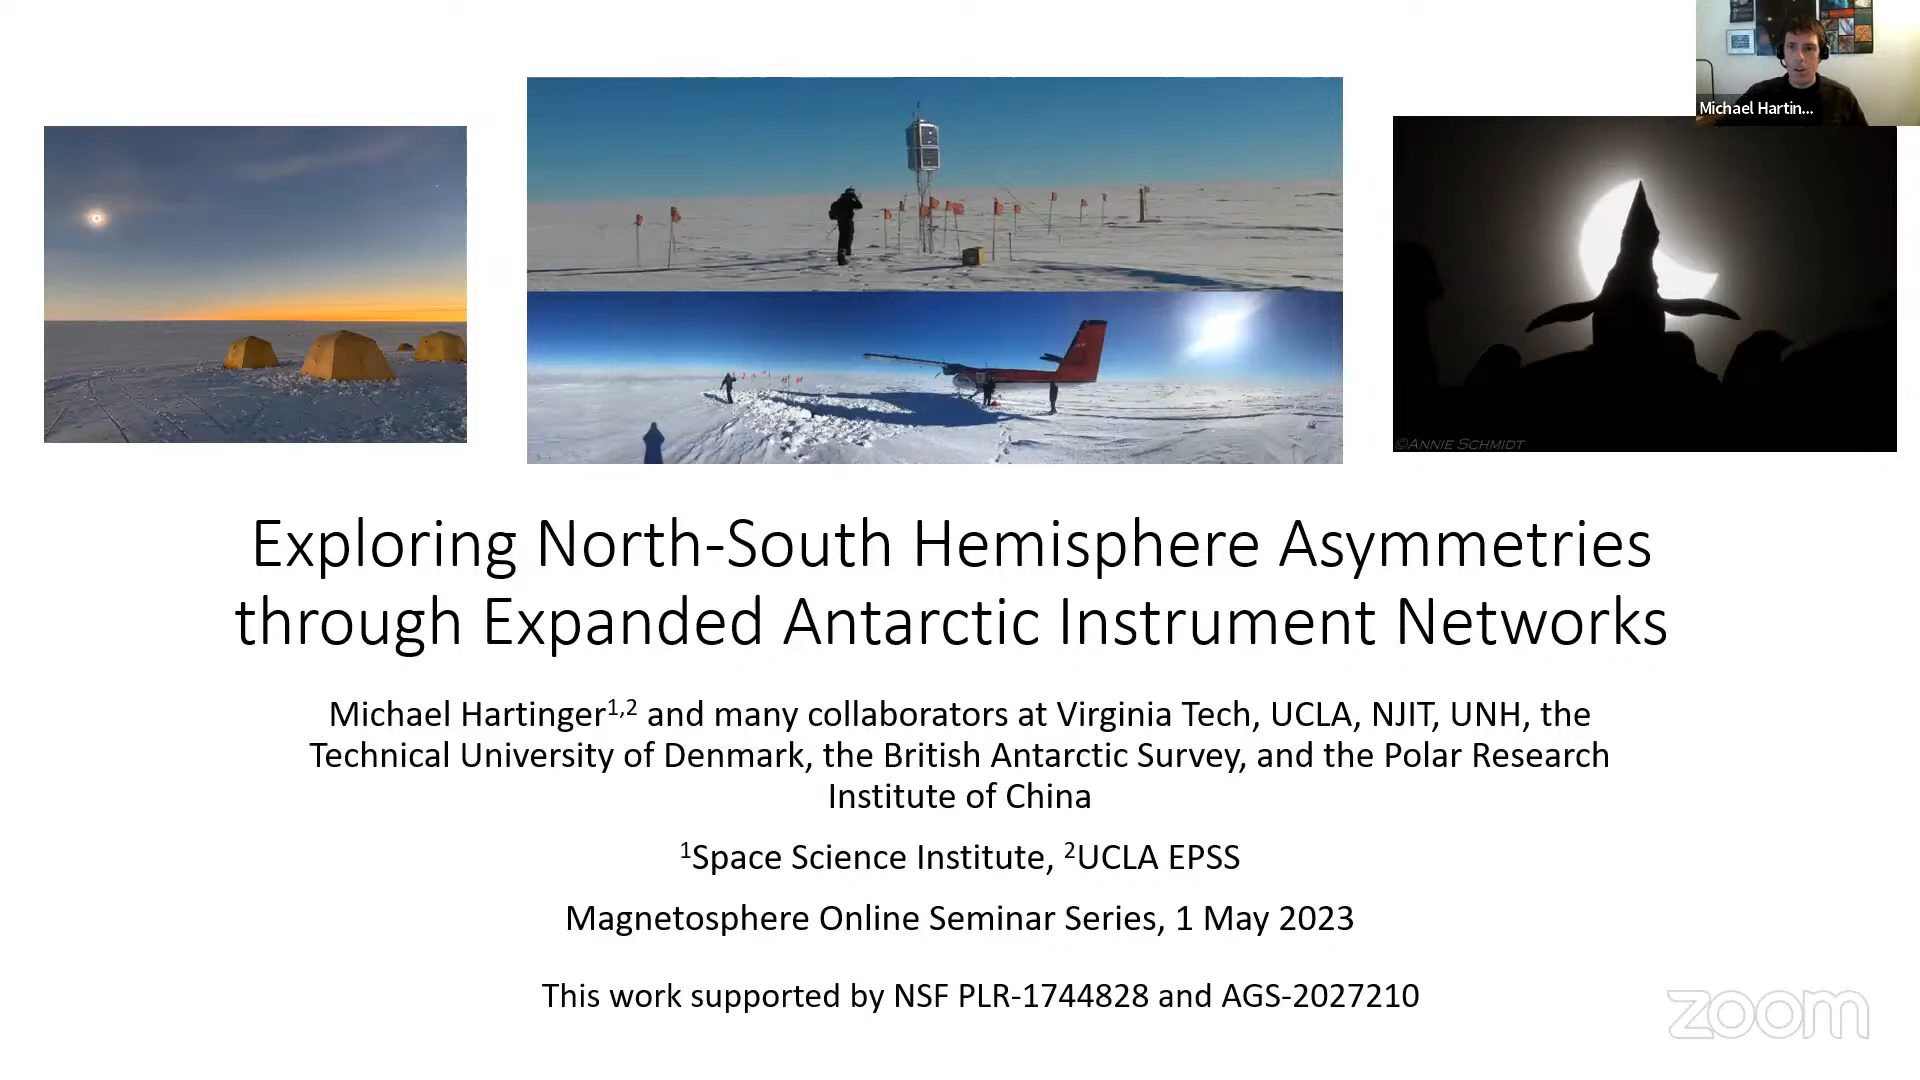 Michael Hartin...
©ANNIE SCHMIDT
Exploring North-South Hemisphere Asymmetries
through Expanded Antarctic Instrument Networks
Michael Hartinger1,2 and many collaborators at Virginia Tech, UCLA, NJIT, UNH, the
Technical University of Denmark, the British Antarctic Survey, and the Polar Research
Institute of China
1Space Science Institute, 2UCLA EPSS
Magnetosphere Online Seminar Series, 1 May 2023
This work supported by NSF PLR-1744828 and AGS-2027210
zoom